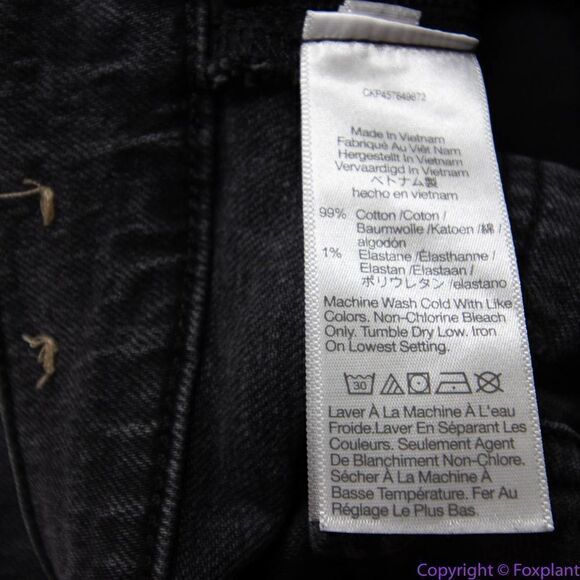 CKP457649872
Made In Vietnam
Fabriqué Au Viêt Nam
Hergestellt In Vietnam
Vervaardigd In Vietnam
ベトナム製
hecho en vietnam
99% Cotton /Coton /
Baumwolle /Katoen /綿 /
algodón
1% Elastane /Élasthanne /
Elastan /Elastaan /
ポリウレタン /elastano
Machine Wash Cold With Like
Colors. Non-Chlorine Bleach
Only. Tumble Dry Low. Iron
On Lowest Setting.
30
Laver À La Machine À L'eau
Froide.Laver En Séparant Les
Couleurs. Seulement Agent
De Blanchiment Non-Chlore.
Sécher À La Machine À
Basse Température. Fer Au
Réglage Le Plus Bas.
Copyright © Foxplant